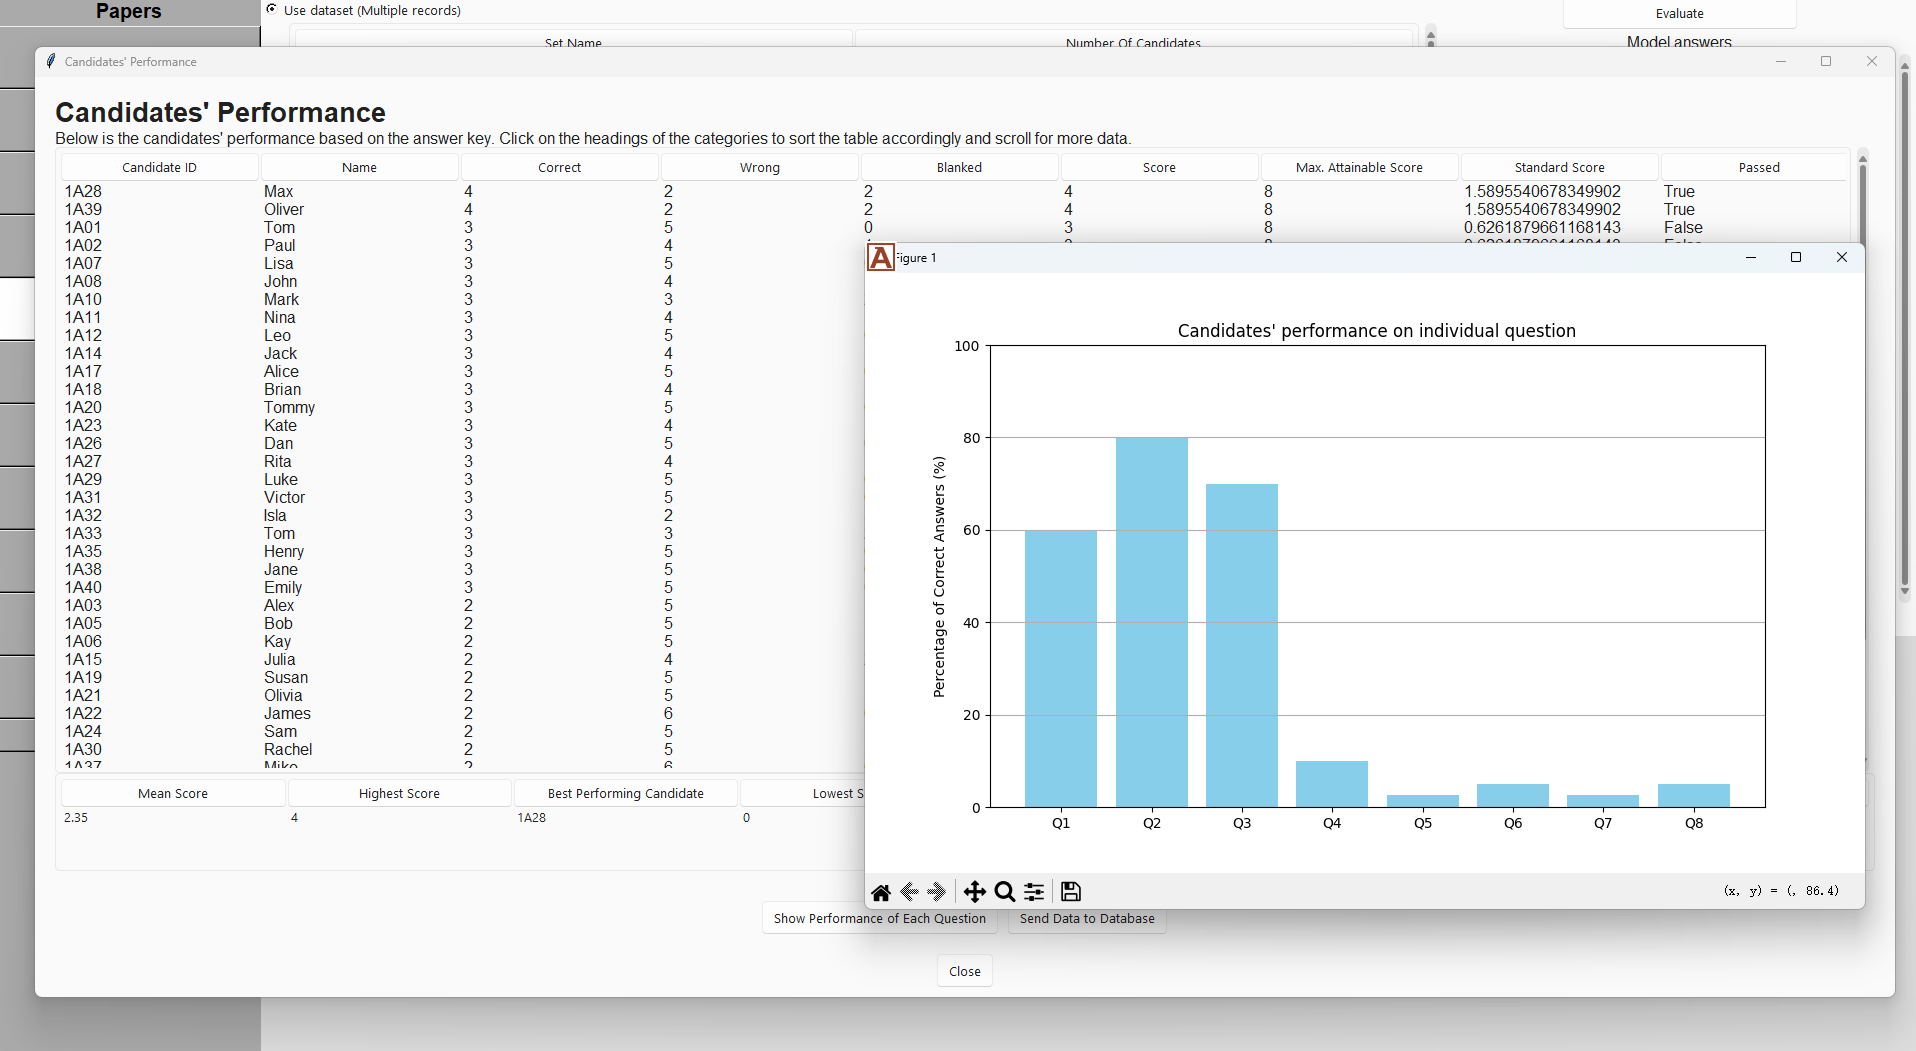 Papers
Use dataset (Multiple records)
Evaluate
Set Name Number Of Candidates
Model answers
Candidates' Performance
Candidates' Performance
Below is the candidates' performance based on the answer key. Click on the headings of the categories to sort the table accordingly and scroll for more data.
Candidate ID Name Correct Wrong Blanked Score Max. Attainable Score Standard Score Passed
1A28 Max 4 2 2 4 8 1.5895540678349902 True
1A39 Oliver 4 2 2 4 8 1.5895540678349902 True
1A01 Tom 3 5 0 3 8 0.6261879661168143 False
1A02 Paul 3 4
1A07 Lisa 3 5
1A08 John 3 4
1A10 Mark 3 3
1A11 Nina 3 4
1A12 Leo 3 5
1A14 Jack 3 4
1A17 Alice 3 5
1A18 Brian 3 4
1A20 Tommy 3 5
1A23 Kate 3 4
1A26 Dan 3 5
1A27 Rita 3 4
1A29 Luke 3 5
1A31 Victor 3 5
1A32 Isla 3 2
1A33 Tom 3 3
1A35 Henry 3 5
1A38 Jane 3 5
1A40 Emily 3 5
1A03 Alex 2 5
1A05 Bob 2 5
1A06 Kay 2 5
1A15 Julia 2 4
1A19 Susan 2 5
1A21 Olivia 2 5
1A22 James 2 6
1A24 Sam 2 5
1A30 Rachel 2 5
1A37 Mike 2 6
Mean Score Highest Score Best Performing Candidate Lowest S
2.35 4 1A28 0
Show Performance of Each Question Send Data to Database
Close
A Figure 1
Candidates' performance on individual question
Percentage of Correct Answers (%)
100
80
60
40
20
0
Q1 Q2 Q3 Q4 Q5 Q6 Q7 Q8
(x, y) = (, 86.4)